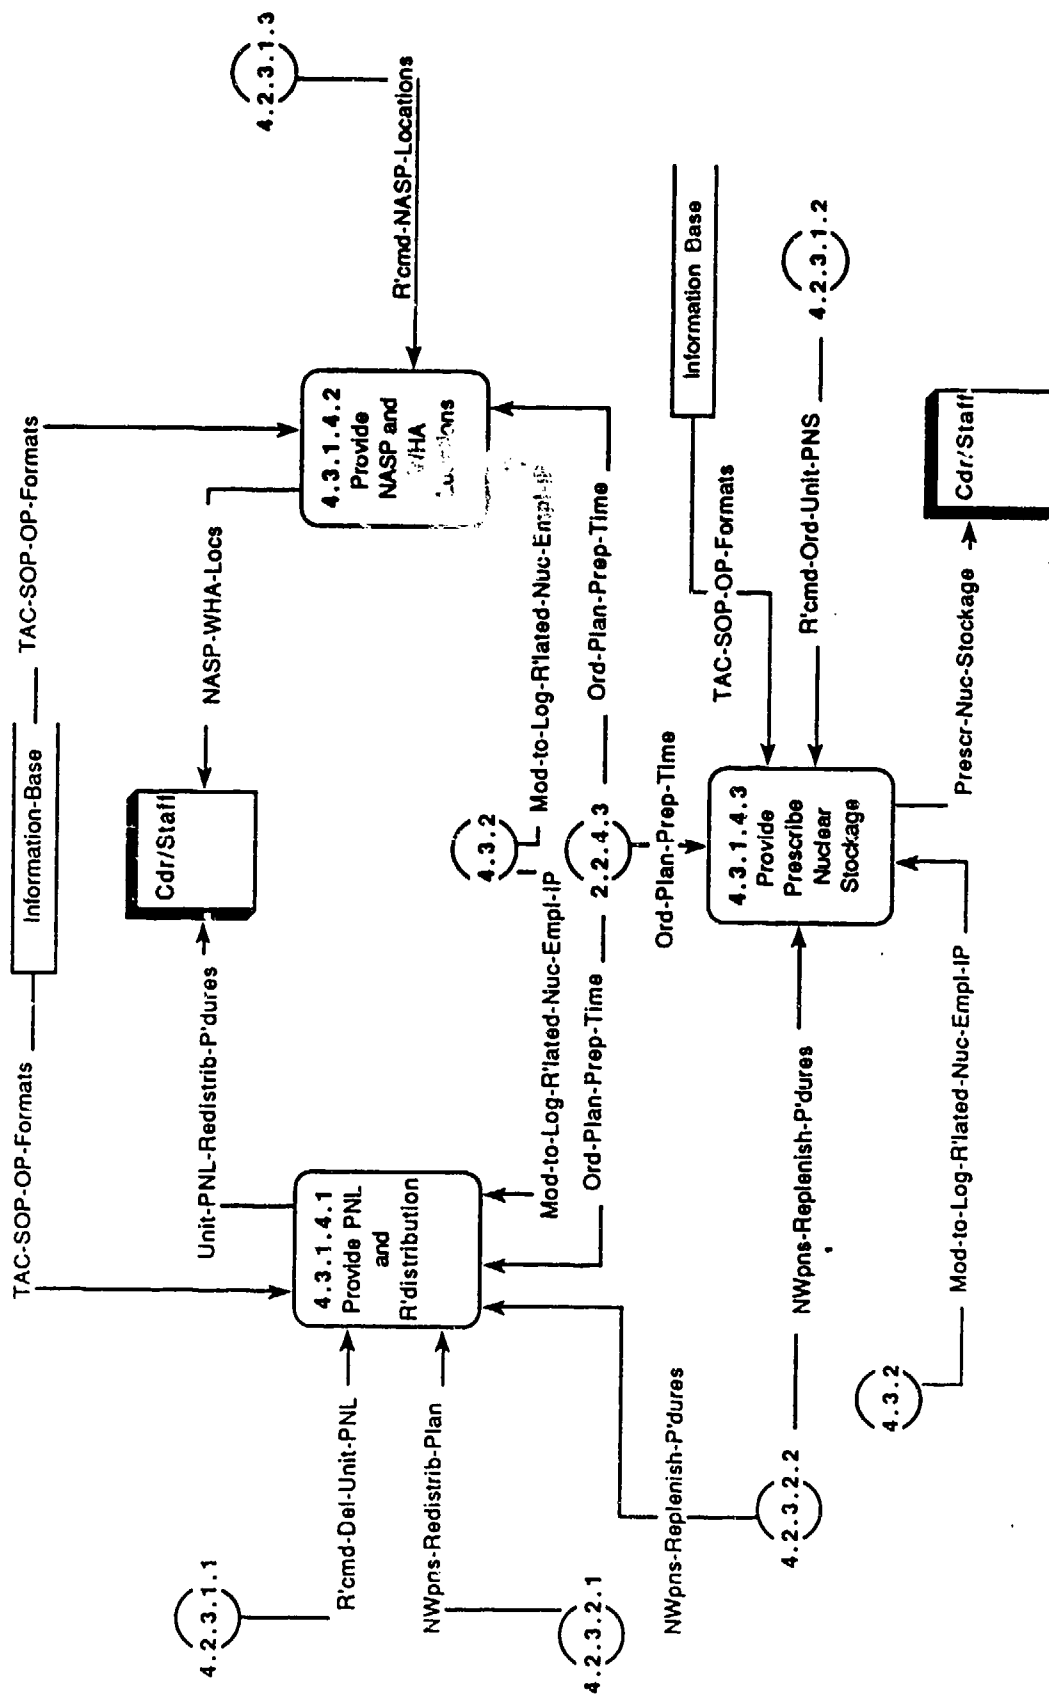 TAC-SOP-OP-Formats
Information-Base
TAC-SOP-OP-Formats
Unit-PNL-Redistrib-P'dures
Cdr/Staff
NASP-WHA-Locs
4.2.3.1.3
R'cmd-NASP-Locations
4.3.1.4.1
Provide PNL
and
R'distribution
4.3.1.4.2
Provide
NASP and
WHA
4.2.3.1.1
R'cmd-Del-Unit-PNL
NWpns-Redistrib-Plan
4.2.3.2.1
4.3.2
Mod-to-Log-R'lated-Nuc-Empl-IP
Mod-to-Log-R'lated-Nuc-Empl-IP
2.2.4.3
Ord-Plan-Prep-Time
Ord-Plan-Prep-Time
Ord-Plan-Prep-Time
NWpns-Replenish-P'dures
4.2.3.2.2
NWpns-Replenish-P'dures
4.3.1.4.3
Provide
Prescribe
Nuclear
Stockage
Information Base
TAC-SOP-OP-Formats
R'cmd-Ord-Unit-PNS
4.2.3.1.2
4.3.2
Mod-to-Log-R'lated-Nuc-Empl-IP
Prescr-Nuc-Stockage
Cdr/Staff